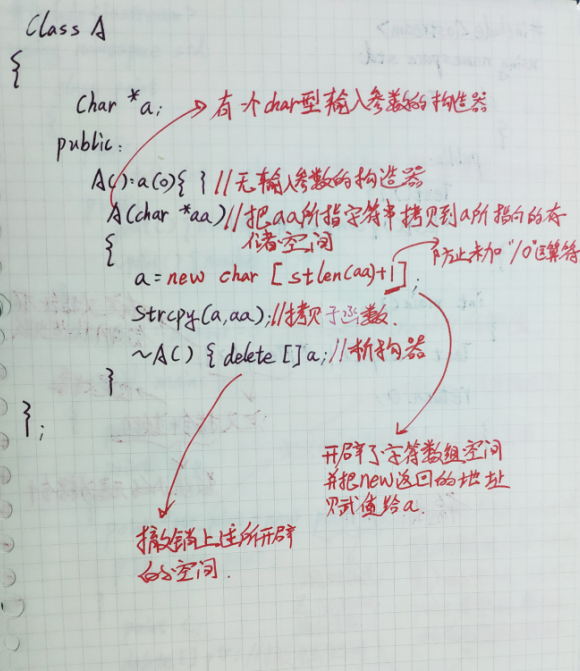 Class A
{
Char *a;
有一个char型输入参数的构造器
public:
A():a(0){ } //无输入参数的构造器
A(char *aa)//把aa所指字符串拷贝到a所指向的存
储空间
{
防止未加"\0"运算符
a=new char [stlen(aa)+1];
Strcpy(a,aa);//拷贝于函数.
~A() {delete []a;//析构器
}
};
开辟了字符数组空间
并把new返回的地址
赋值给a.
撤销上述所开辟
的空间.